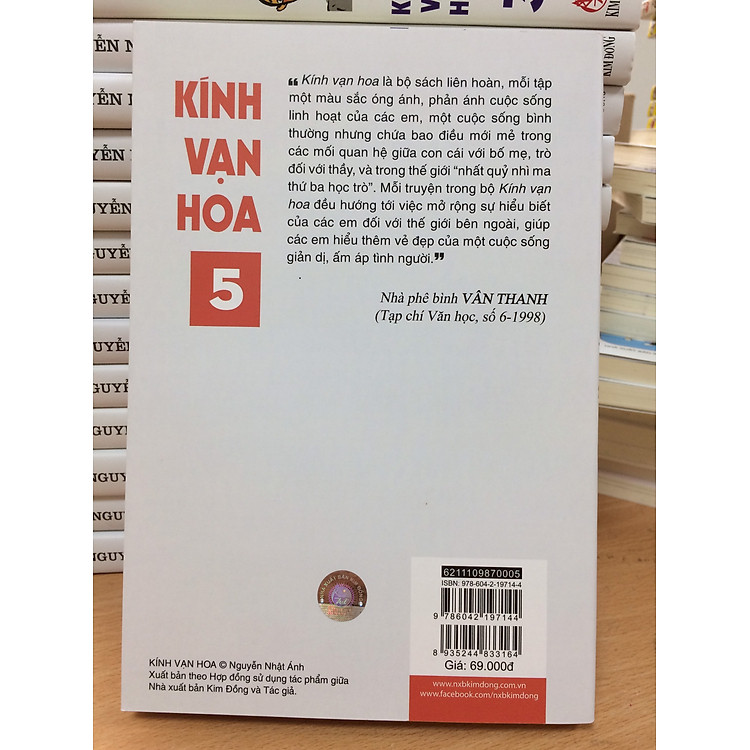 KÍNH
VẠN
HOA
5
❝Kính vạn hoa là bộ sách liên hoàn, mỗi tập
một màu sắc óng ánh, phản ánh cuộc sống
linh hoạt của các em, một cuộc sống bình
thường nhưng chứa bao điều mới mẻ trong
các mối quan hệ giữa con cái với bố mẹ, trò
đối với thầy, và trong thế giới “nhất quỷ nhì ma
thứ ba học trò”. Mỗi truyện trong bộ Kính vạn
hoa đều hướng tới việc mở rộng sự hiểu biết
của các em đối với thế giới bên ngoài, giúp
các em hiểu thêm vẻ đẹp của một cuộc sống
giản dị, ấm áp tình người.❞
Nhà phê bình VÂN THANH
(Tạp chí Văn học, số 6-1998)
6211109870005
ISBN: 978-604-2-19714-4
9 786042 197144
8 935244 833164
Giá: 69.000đ
www.nxbkimdong.com.vn
www.facebook.com/nxbkimdong
KÍNH VẠN HOA © Nguyễn Nhật Ánh
Xuất bản theo Hợp đồng sử dụng tác phẩm giữa
Nhà xuất bản Kim Đồng và Tác giả.
KIM ĐỒNG